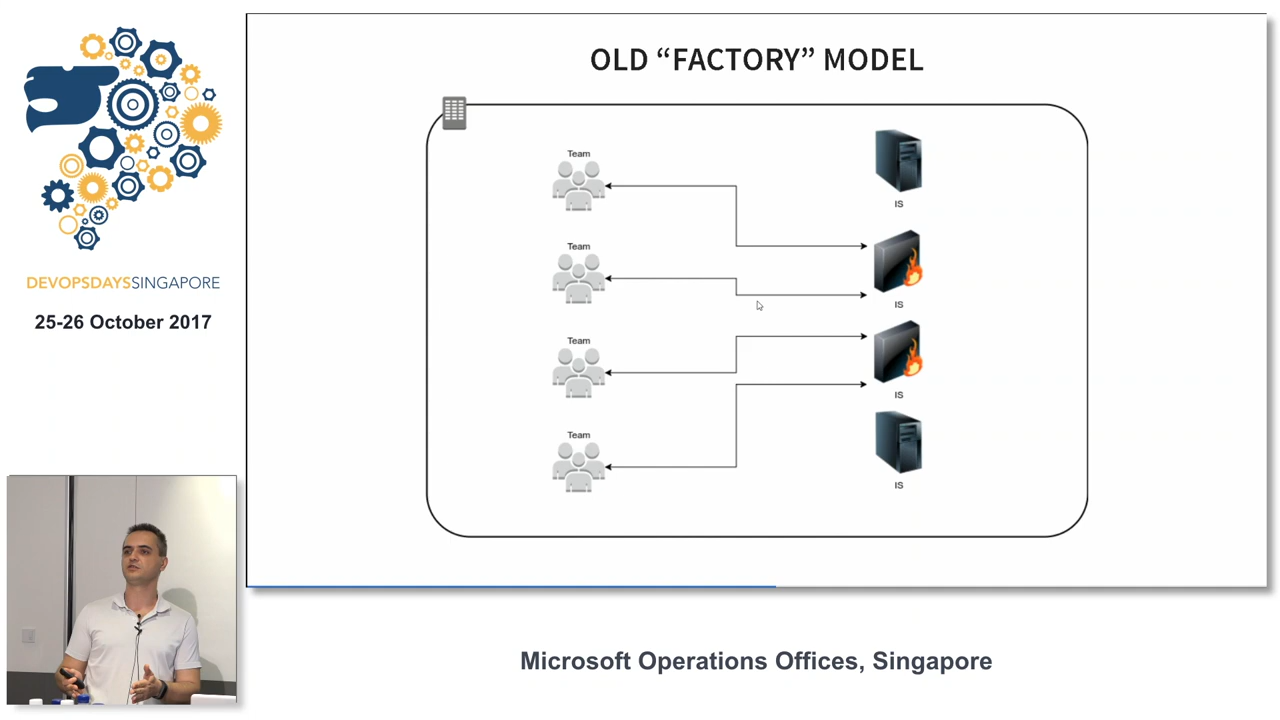 OLD “FACTORY” MODEL
Team
IS
Team
IS
Team
IS
Team
IS
DEVOPSDAYSSINGAPORE
25-26 October 2017
Microsoft Operations Offices, Singapore